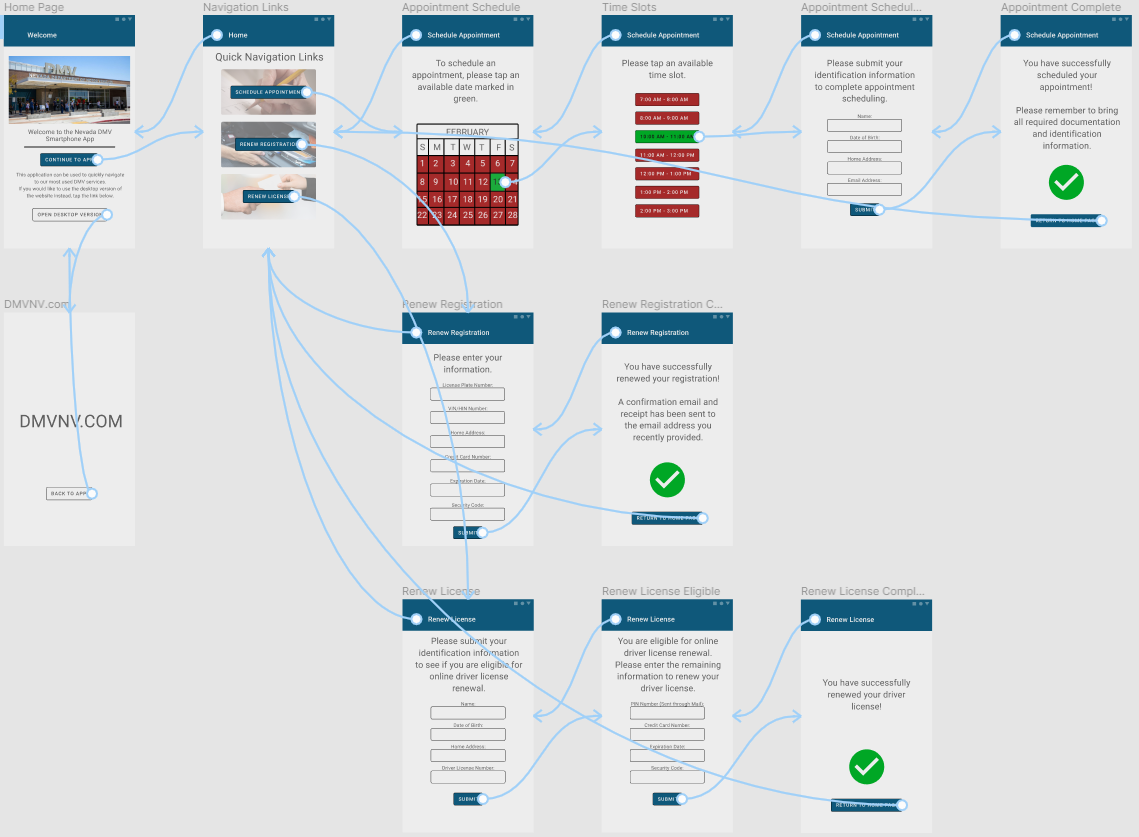 Home Page
Navigation Links
Appointment Schedule
Time Slots
Appointment Schedul...
Appointment Complete
Welcome
DMV
Welcome to the Nevada DMV
Smartphone App
CONTINUE TO APP
This application can be used to quickly navigate
to our most used DMV services.
If you would like to use the desktop version of
the website instead, tap the link below.
OPEN DESKTOP VERSION
Home
Quick Navigation Links
SCHEDULE APPOINTMENT
RENEW REGISTRATION
RENEW LICENSE
Schedule Appointment
To schedule an
appointment, please tap an
available date marked in
green.
FEBRUARY
S M T W T F S
1 2 3 4 5 6 7
8 9 10 11 12 13 14
15 16 17 18 19 20 21
22 23 24 25 26 27 28
Schedule Appointment
Please tap an available
time slot.
7:00 AM - 8:00 AM
8:00 AM - 9:00 AM
10:00 AM - 11:00 AM
11:00 AM - 12:00 PM
12:00 PM - 1:00 PM
1:00 PM - 2:00 PM
2:00 PM - 3:00 PM
Schedule Appointment
Please submit your
identification information
to complete appointment
scheduling.
Name:
Date of Birth:
Home Address:
Email Address:
SUBMIT
Schedule Appointment
You have successfully
scheduled your
appointment!
Please remember to bring
all required documentation
and identification
information.
RETURN TO HOME PAGE
DMVNV.com
DMVNV.COM
BACK TO APP
Renew Registration
Renew Registration C...
Renew Registration
Please enter your
information.
License Plate Number:
VIN/HIN Number:
Home Address:
Credit Card Number:
Expiration Date:
Security Code:
SUBMIT
Renew Registration
You have successfully
renewed your registration!
A confirmation email and
receipt has been sent to
the email address you
recently provided.
RETURN TO HOME PAGE
Renew License
Renew License Eligible
Renew License Compl...
Renew License
Please submit your
identification information
to see if you are eligible for
online driver license
renewal.
Name:
Date of Birth:
Home Address:
Driver License Number
SUBMIT
Renew License
You are eligible for online
driver license renewal.
Please enter the remaining
information to renew your
driver license.
PIN Number (Sent through Mail):
Credit Card Number:
Expiration Date:
Security Code:
SUBMIT
Renew License
You have successfully
renewed your driver
license!
RETURN TO HOME PAGE